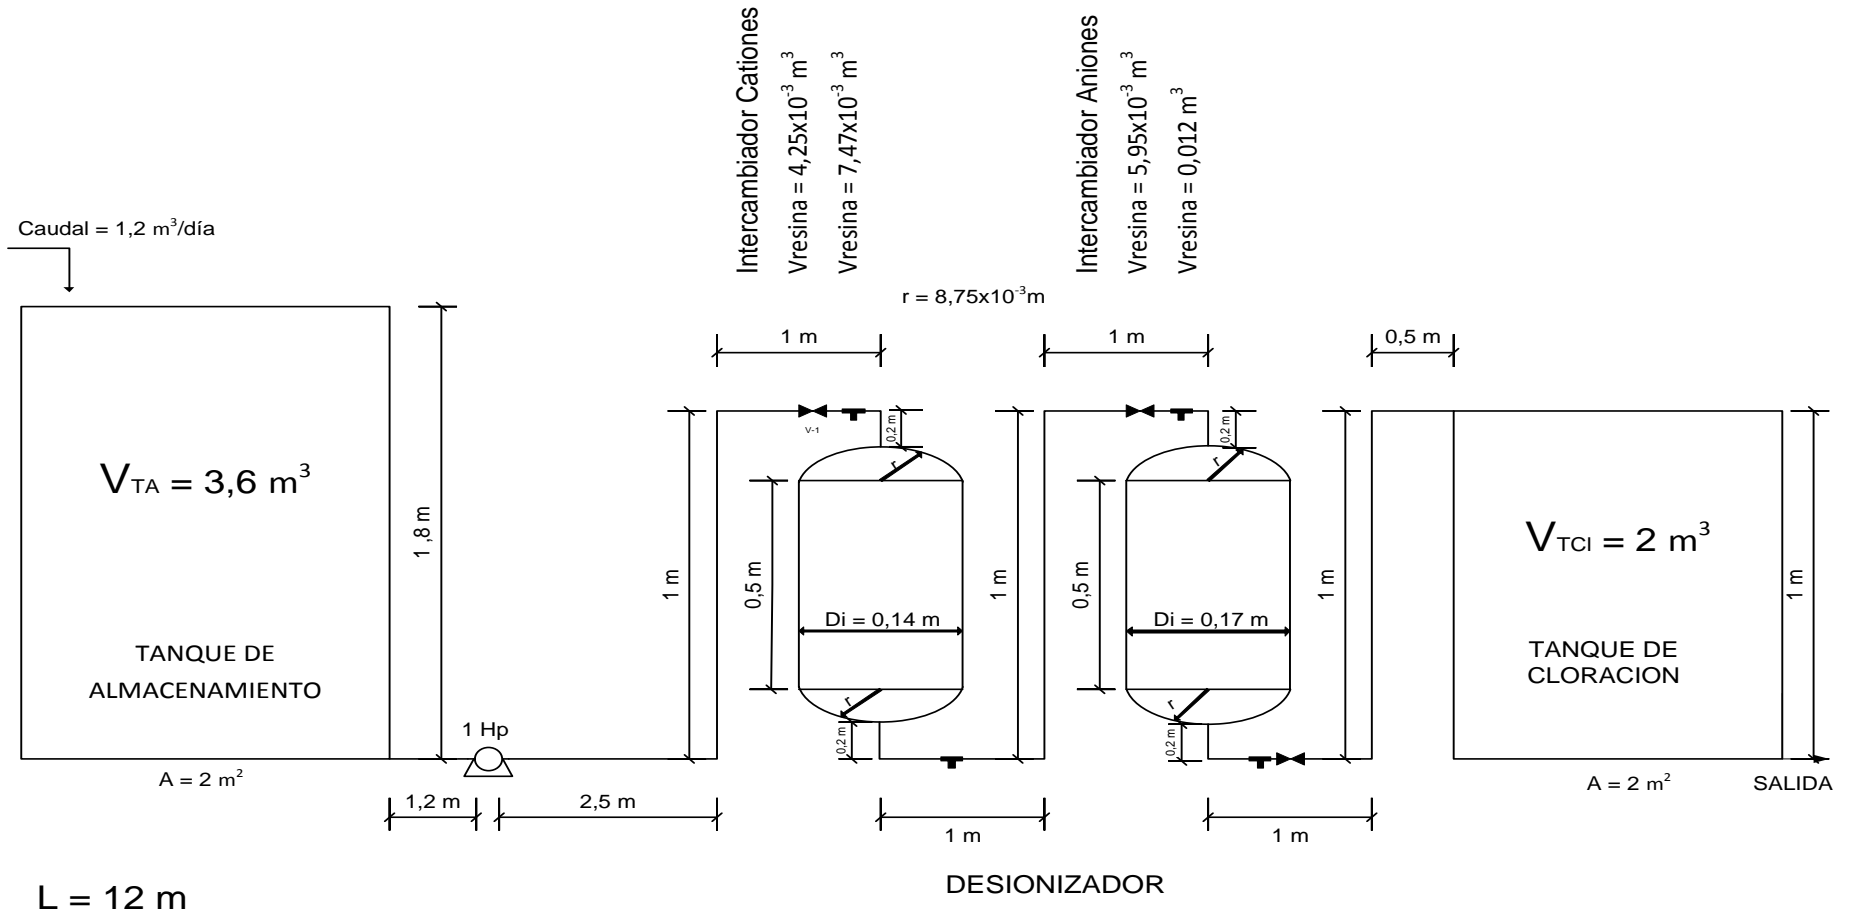 Intercambiador Cationes
Vresina = 4,25x10⁻³ m³
Vresina = 7,47x10⁻³ m³
Intercambiador Aniones
Vresina = 5,95x10⁻³ m³
Vresina = 0,012 m³
Caudal = 1,2 m³/día
r = 8,75x10⁻³m
1 m
1 m
0,5 m
V-1
0,2 m
0,2 m
r
r
V_TA = 3,6 m³
1,8 m
1 m
0,5 m
1 m
0,5 m
1 m
V_TCl = 2 m³
1 m
Di = 0,14 m
Di = 0,17 m
TANQUE DE
ALMACENAMIENTO
TANQUE DE
CLORACION
r
r
0,2 m
0,2 m
1 Hp
A = 2 m²
A = 2 m²
SALIDA
1,2 m
2,5 m
1 m
1 m
DESIONIZADOR
L = 12 m